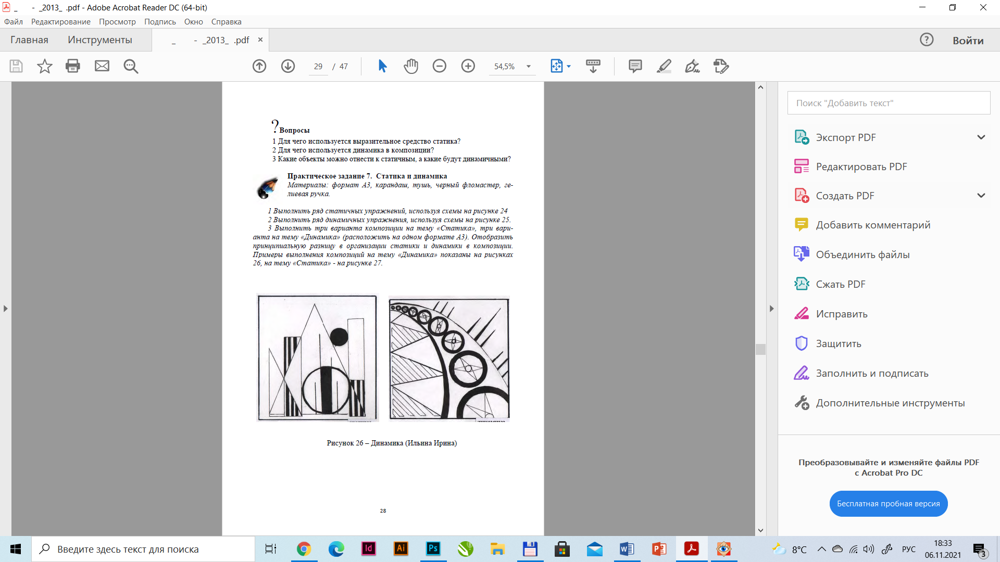 _ - _2013_ .pdf - Adobe Acrobat Reader DC (64-bit)
Файл Редактирование Просмотр Подпись Окно Справка
Главная Инструменты _ - _2013_ .pdf × ? Войти
29 / 47 54,5%
Поиск "Добавить текст"
Экспорт PDF
Редактировать PDF
Создать PDF
Добавить комментарий
Объединить файлы
Сжать PDF
Исправить
Защитить
Заполнить и подписать
Дополнительные инструменты
Преобразовывайте и изменяйте файлы PDF
с Acrobat Pro DC
Бесплатная пробная версия
? Вопросы
1 Для чего используется выразительное средство статика?
2 Для чего используется динамика в композиции?
3 Какие объекты можно отнести к статичным, а какие будут динамичными?
Практическое задание 7. Статика и динамика
Материалы: формат А3, карандаш, тушь, черный фломастер, ге-
лиевая ручка.
1 Выполнить ряд статичных упражнений, используя схемы на рисунке 24
2 Выполнить ряд динамичных упражнения, используя схемы на рисунке 25.
3 Выполнить три варианта композиции на тему «Статика», три вари-
анта на тему «Динамика» (расположить на одном формате А3). Отобразить
принципиальную разницу в организации статики и динамики в композиции.
Примеры выполнения композиций на тему «Динамика» показаны на рисунках
26, на тему «Статика» - на рисунке 27.
Рисунок 26 – Динамика (Ильина Ирина)
28
Введите здесь текст для поиска
Id Ai Ps
8°C РУС 18:33
06.11.2021
3